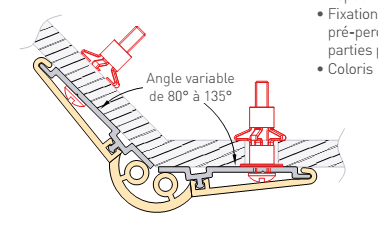 • Fixation
pré-perc
parties p
• Coloris
Angle variable
de 80° à 135°